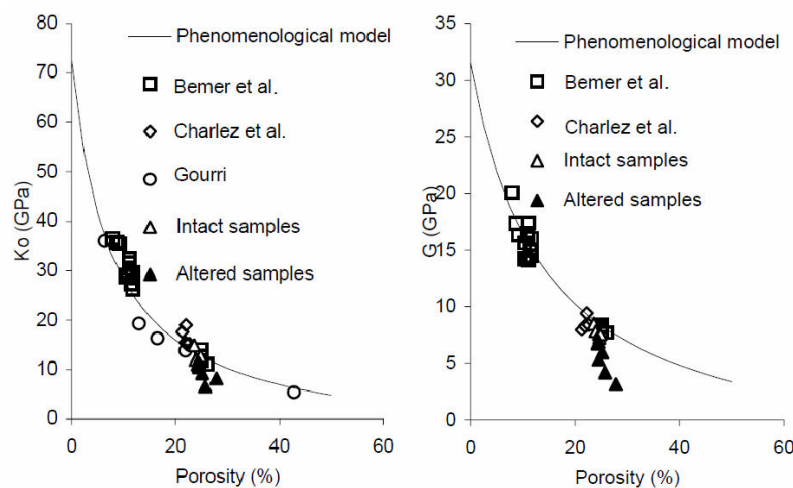 80
70
60
50
40
30
20
10
0
Ko (GPa)
Phenomenological model
Bemer et al.
Charlez et al.
Gourri
Intact samples
Altered samples
0 20 40 60
Porosity (%)
35
30
25
20
15
10
5
0
G (GPa)
Phenomenological model
Bemer et al.
Charlez et al.
Intact samples
Altered samples
0 20 40 60
Porosity (%)